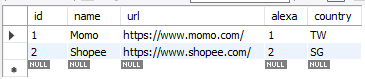 id name url alexa country
1 Momo https://www.momo.com/ 1 TW
2 Shopee https://www.shopee.com/ 2 SG
NULL NULL NULL NULL NULL